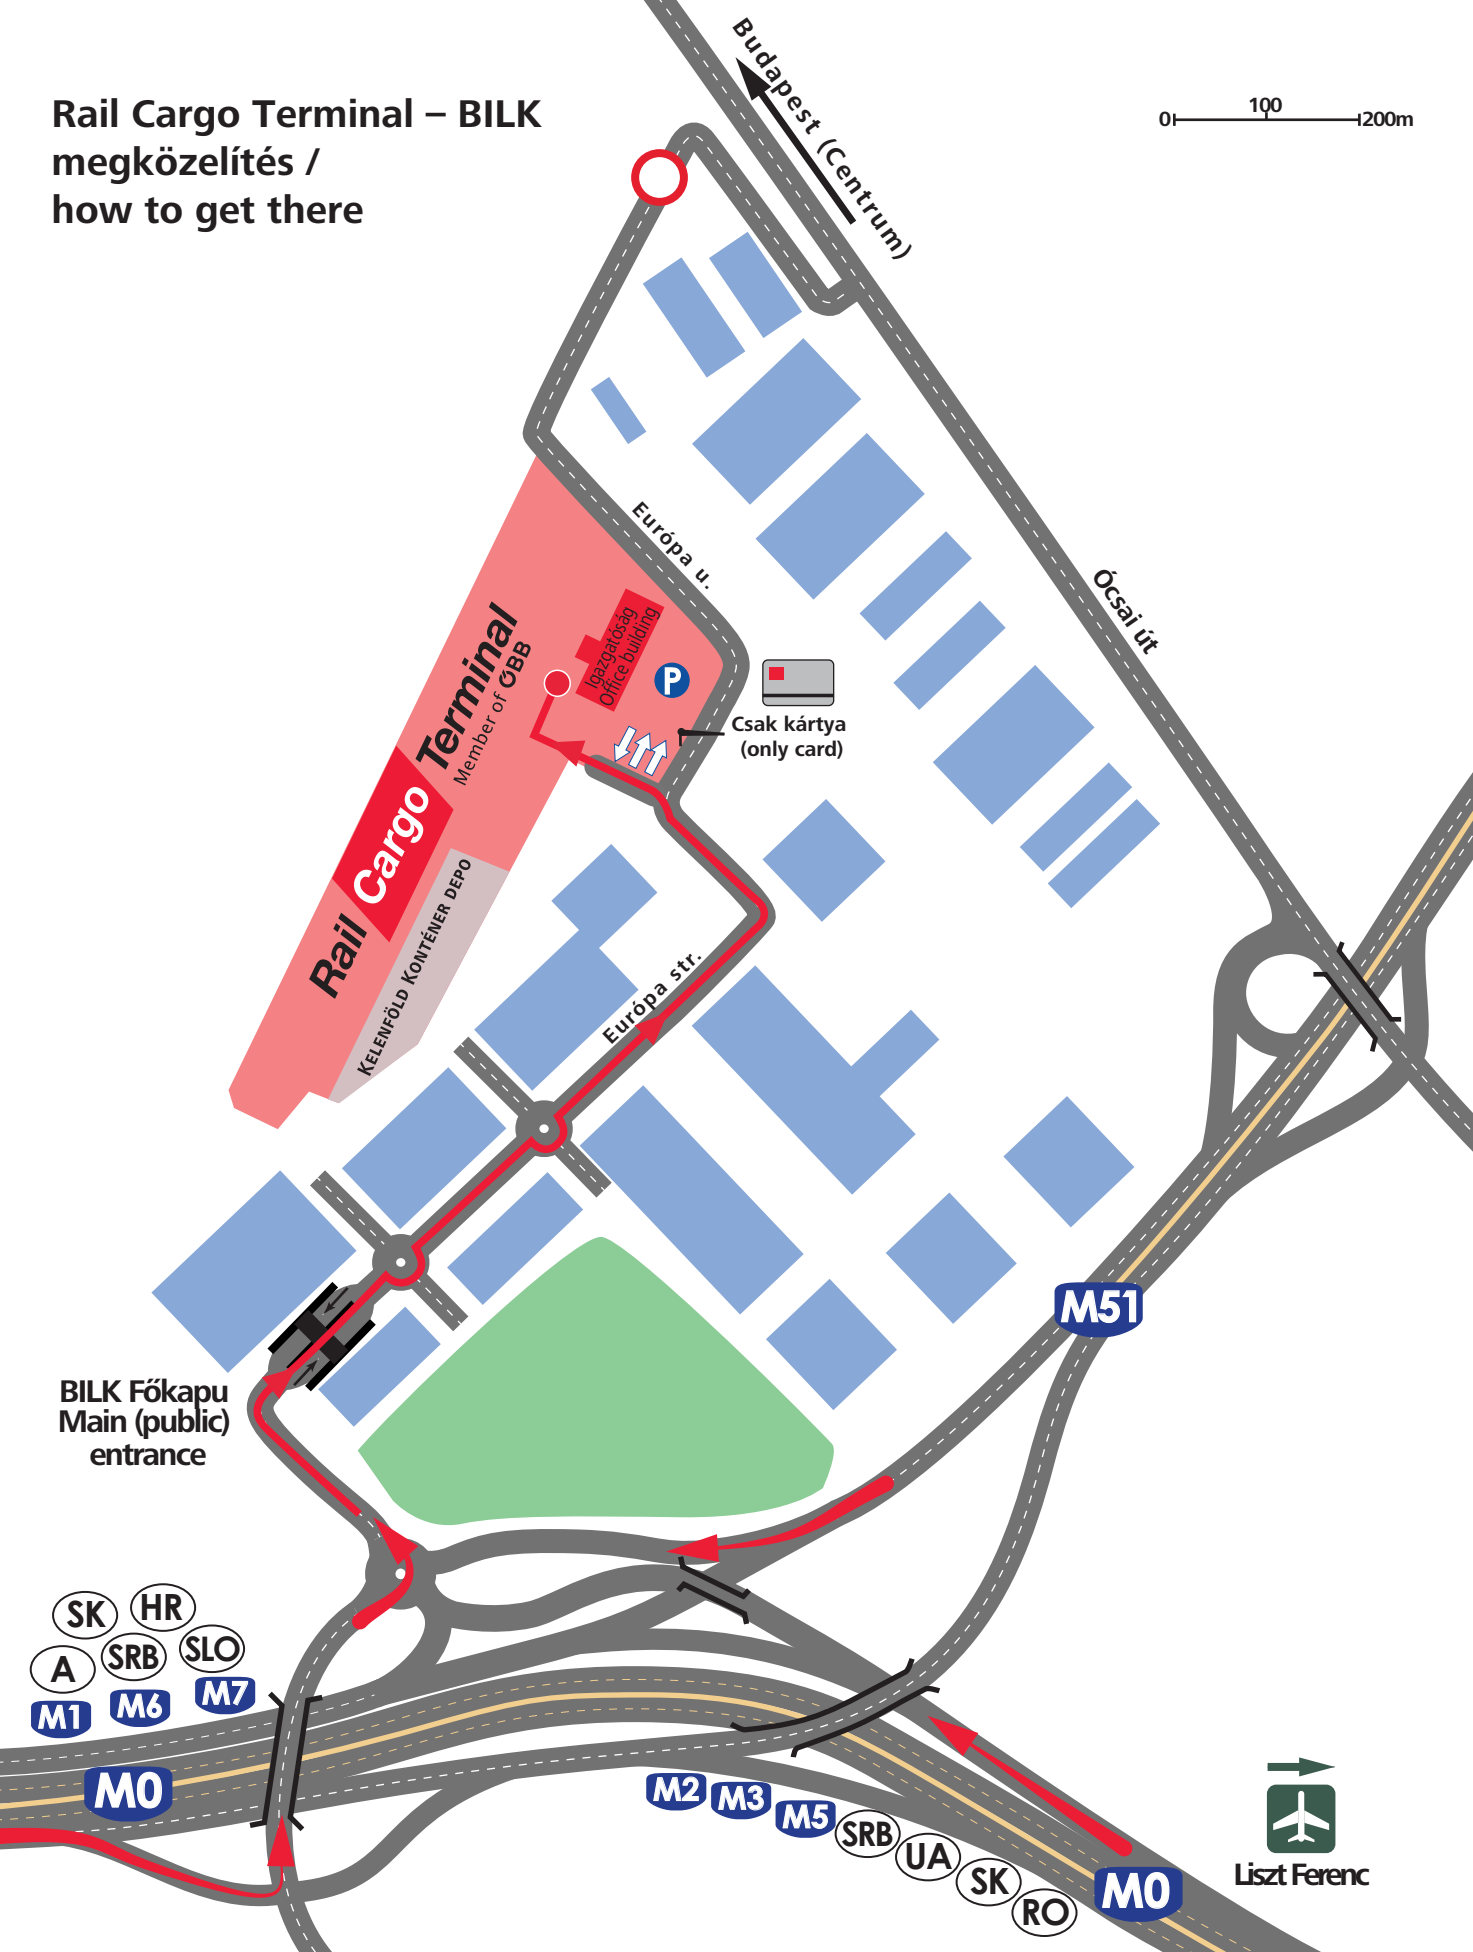 Rail Cargo Terminal – BILK
megközelítés /
how to get there
Budapest (Centrum)
0 100 200m
Európa u.
Ócsai út
Igazgatóság
Office building
P
Csak kártya
(only card)
Rail Cargo Terminal
Member of ÖBB
KELENFÖLD KONTÉNER DEPO
Európa str.
M51
BILK Főkapu
Main (public)
entrance
SK HR
A SRB SLO
M1 M6 M7
M0
M2 M3 M5
SRB UA SK RO
M0
Liszt Ferenc